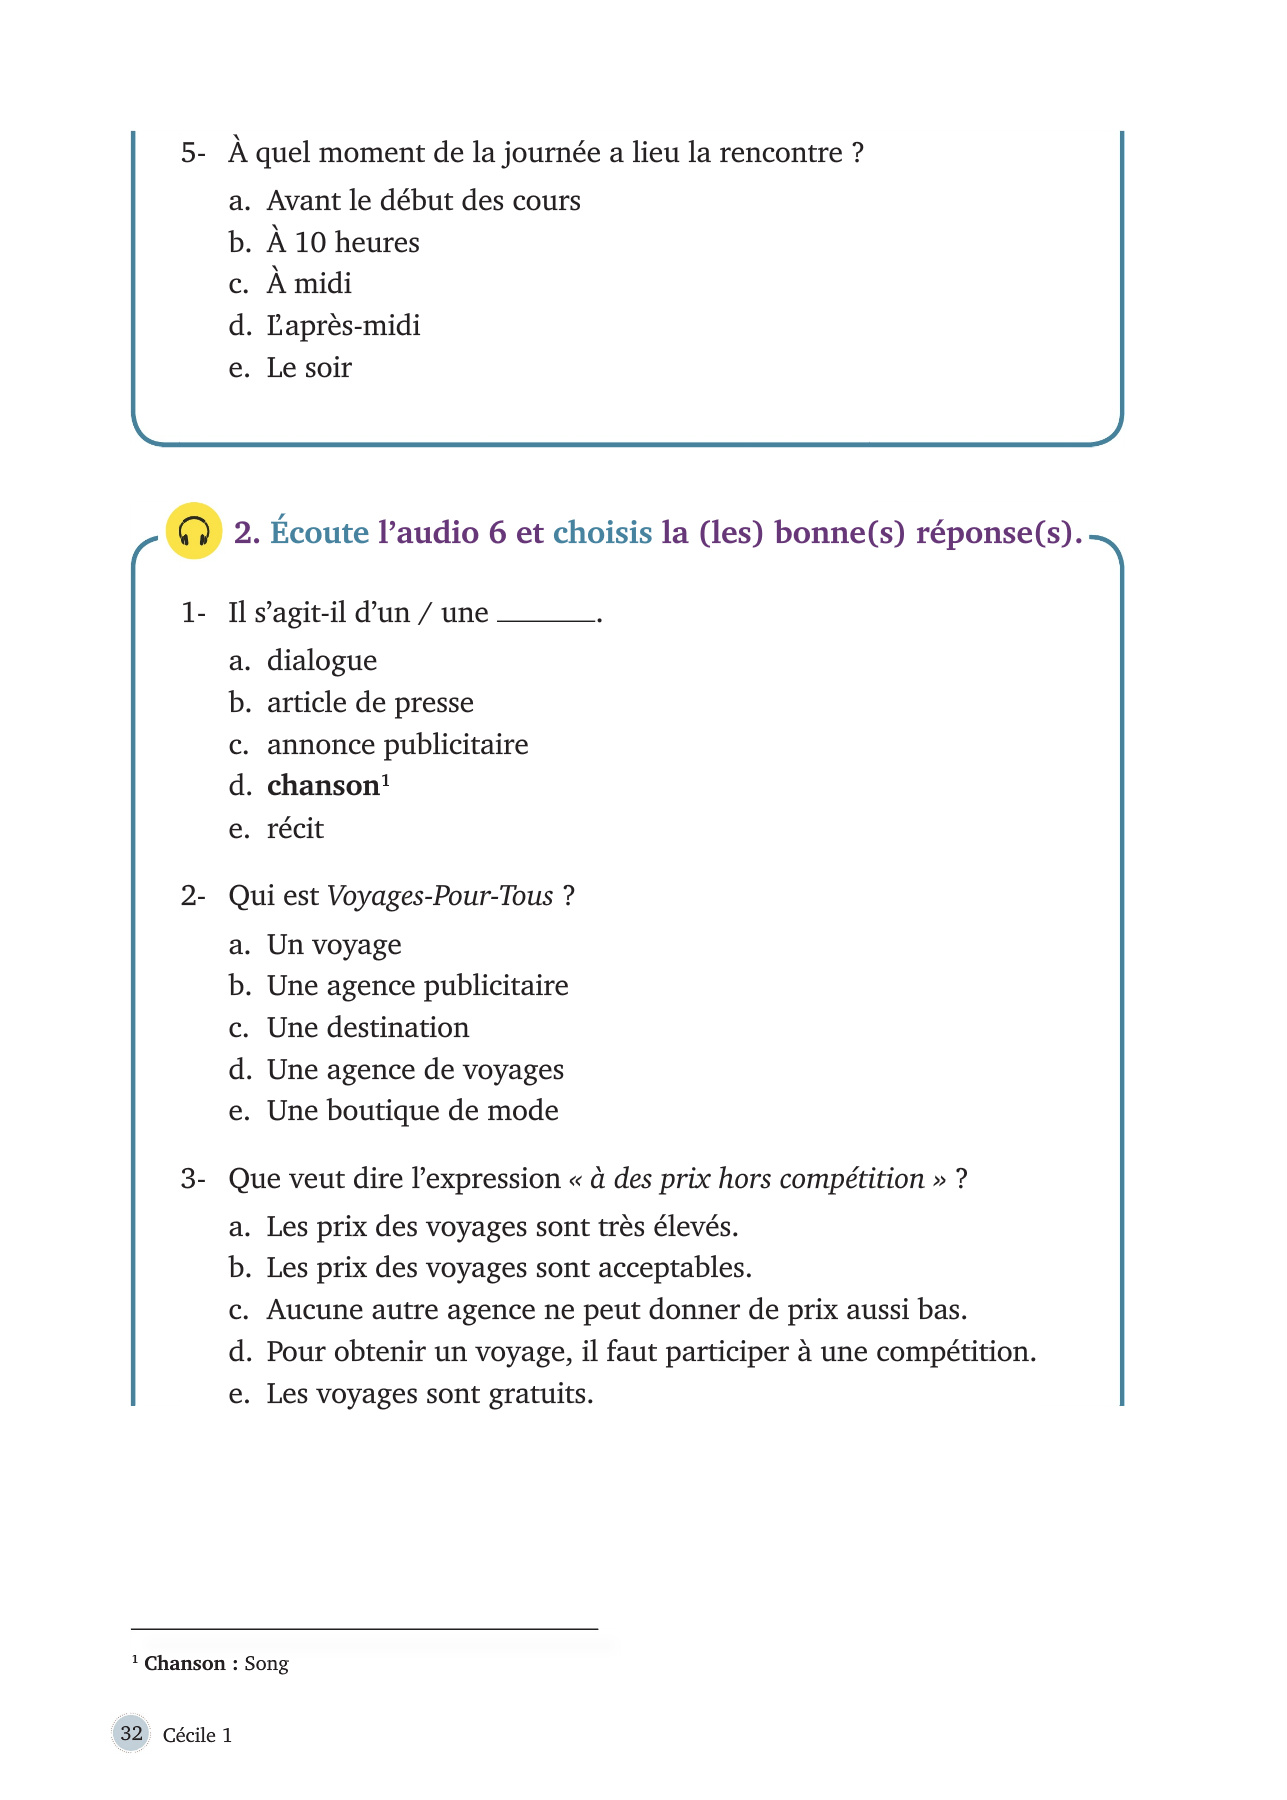 5- À quel moment de la journée a lieu la rencontre ?
a. Avant le début des cours
b. À 10 heures
c. À midi
d. L’après-midi
e. Le soir
2. Écoute l’audio 6 et choisis la (les) bonne(s) réponse(s).
1- Il s’agit-il d’un / une _______.
a. dialogue
b. article de presse
c. annonce publicitaire
d. chanson¹
e. récit
2- Qui est Voyages-Pour-Tous ?
a. Un voyage
b. Une agence publicitaire
c. Une destination
d. Une agence de voyages
e. Une boutique de mode
3- Que veut dire l’expression « à des prix hors compétition » ?
a. Les prix des voyages sont très élevés.
b. Les prix des voyages sont acceptables.
c. Aucune autre agence ne peut donner de prix aussi bas.
d. Pour obtenir un voyage, il faut participer à une compétition.
e. Les voyages sont gratuits.
¹ Chanson : Song
32 Cécile 1